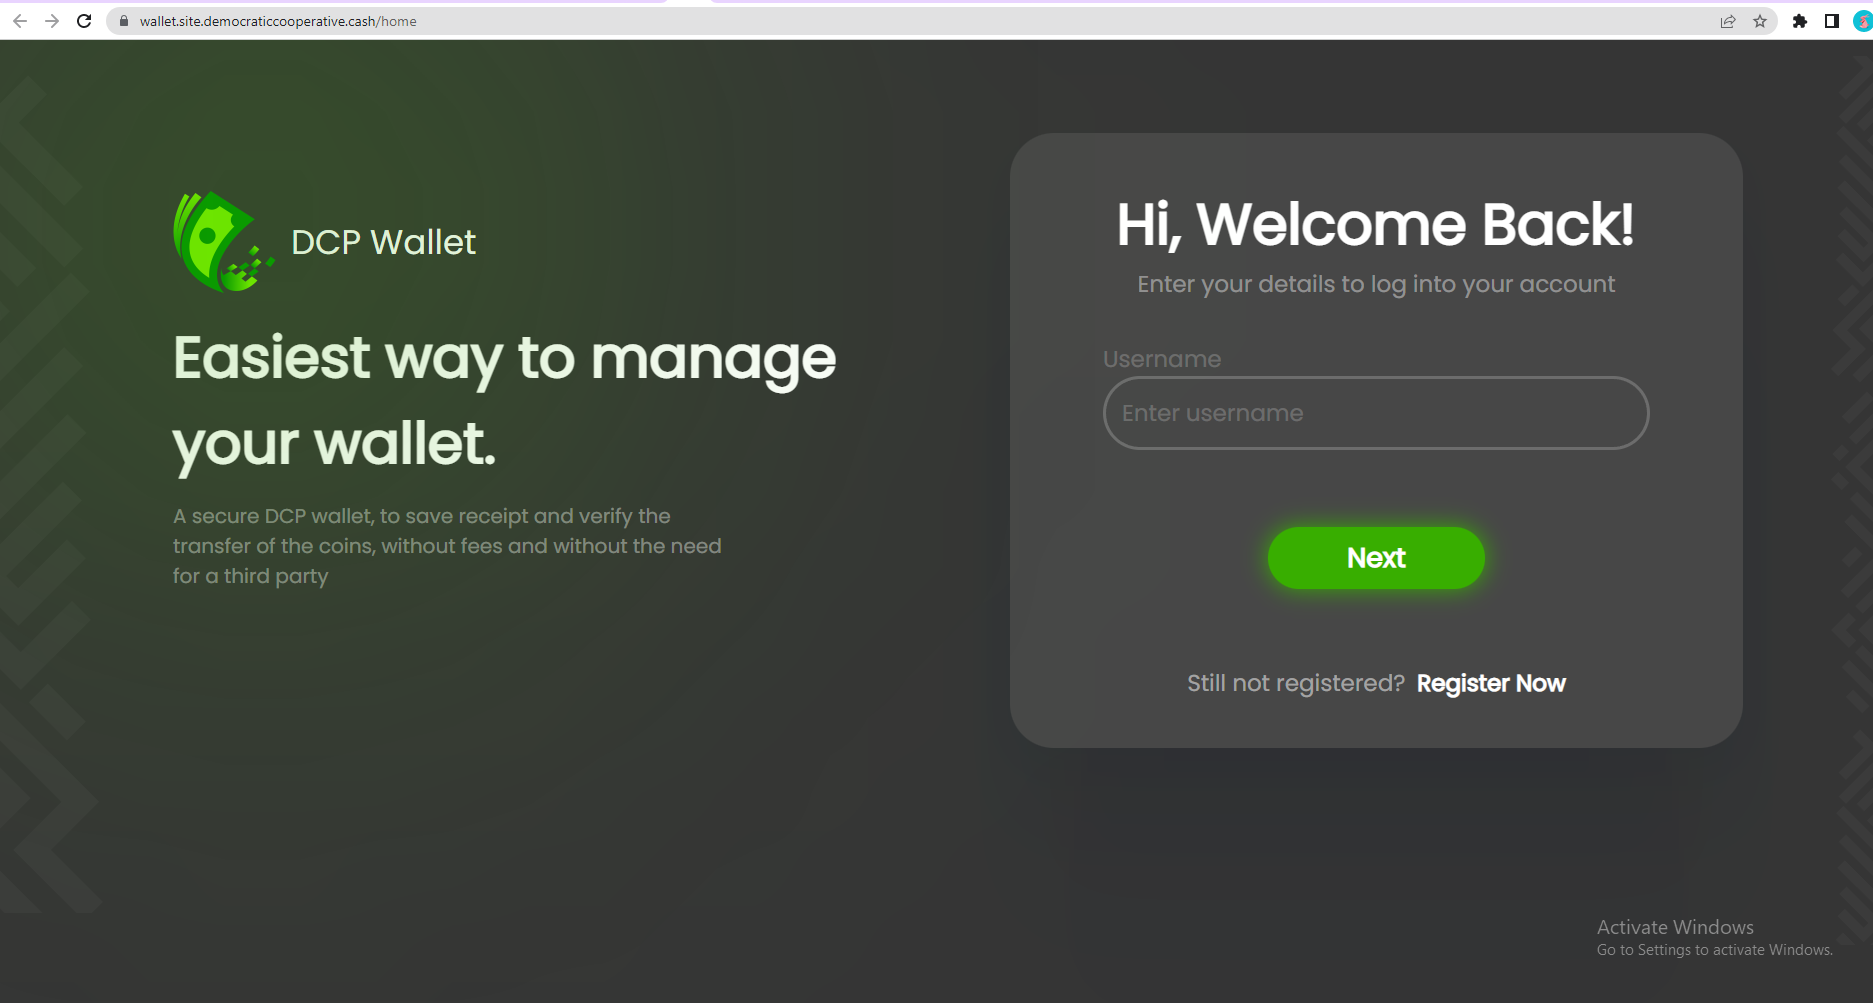 wallet.site.democraticcooperative.cash/home
DCP Wallet
Easiest way to manage
your wallet.
A secure DCP wallet, to save receipt and verify the
transfer of the coins, without fees and without the need
for a third party
Hi, Welcome Back!
Enter your details to log into your account
Username
Enter username
Next
Still not registered? Register Now
Activate Windows
Go to Settings to activate Windows.